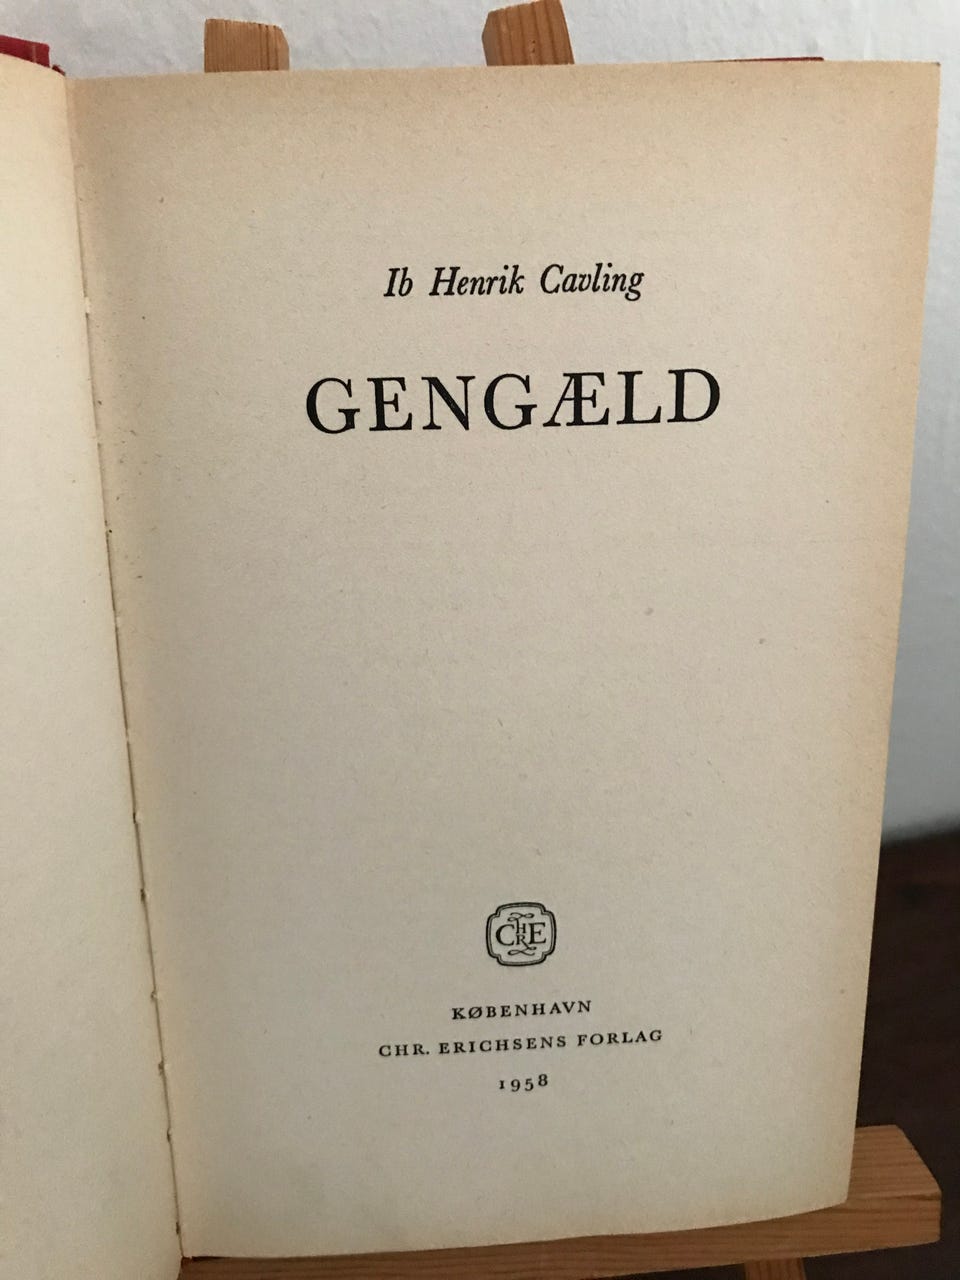 Ib Henrik Cavling
GENGÆLD
CHRE
KØBENHAVN
CHR. ERICHSENS FORLAG
1958